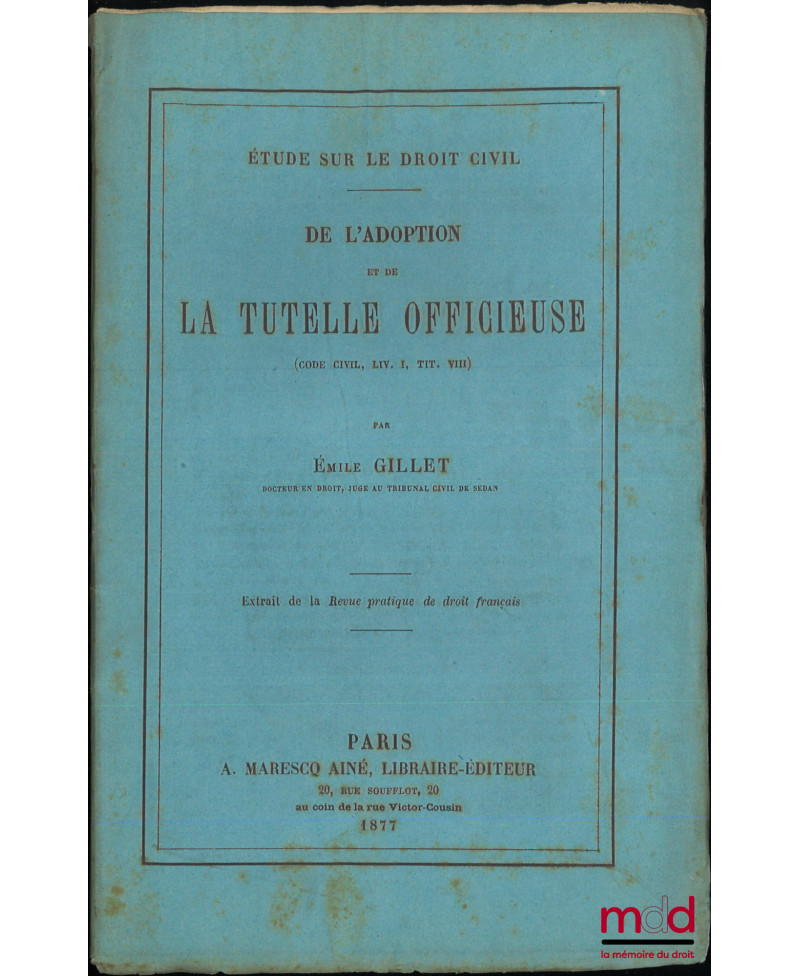 ÉTUDE SUR LE DROIT CIVIL
DE L'ADOPTION
ET DE
LA TUTELLE OFFICIEUSE
(CODE CIVIL, LIV. I, TIT. VIII)
PAR
ÉMILE GILLET
DOCTEUR EN DROIT, JUGE AU TRIBUNAL CIVIL DE SEDAN
Extrait de la Revue pratique de droit français
PARIS
A. MARESCQ AINÉ, LIBRAIRE-ÉDITEUR
20, RUE SOUFFLOT, 20
au coin de la rue Victor-Cousin
1877
mdd
la mémoire du droit